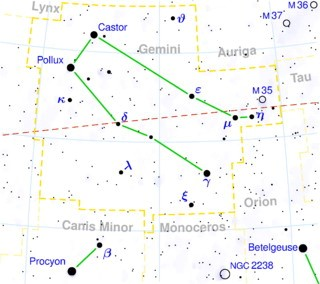 Lynx
M 36
M 37
Castor
ϑ
Gemini
Auriga
Pollux
Tau
κ
ε
M 35
δ
μ
η
λ
γ
ξ
Orion
Canis Minor
Monoceros
β
Betelgeuse
Procyon
NGC 2238